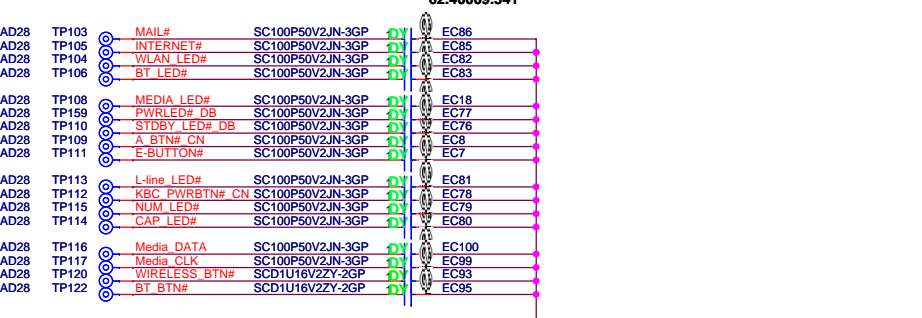 62.40009.341
AD28 TP103 MAIL# SC100P50V2JN-3GP DY EC86
AD28 TP105 INTERNET# SC100P50V2JN-3GP DY EC85
AD28 TP104 WLAN_LED# SC100P50V2JN-3GP DY EC82
AD28 TP106 BT_LED# SC100P50V2JN-3GP DY EC83
AD28 TP108 MEDIA_LED# SC100P50V2JN-3GP DY EC18
AD28 TP159 PWRLED#_DB SC100P50V2JN-3GP DY EC77
AD28 TP110 STDBY_LED#_DB SC100P50V2JN-3GP DY EC76
AD28 TP109 A_BTN#_CN SC100P50V2JN-3GP DY EC8
AD28 TP111 E-BUTTON# SC100P50V2JN-3GP DY EC7
AD28 TP113 L-line_LED# SC100P50V2JN-3GP DY EC81
AD28 TP112 KBC_PWRBTN#_CN SC100P50V2JN-3GP DY EC78
AD28 TP115 NUM_LED# SC100P50V2JN-3GP DY EC79
AD28 TP114 CAP_LED# SC100P50V2JN-3GP DY EC80
AD28 TP116 Media_DATA SC100P50V2JN-3GP DY EC100
AD28 TP117 Media_CLK SC100P50V2JN-3GP DY EC99
AD28 TP120 WIRELESS_BTN# SCD1U16V2ZY-2GP DY EC93
AD28 TP122 BT_BTN# SCD1U16V2ZY-2GP DY EC95